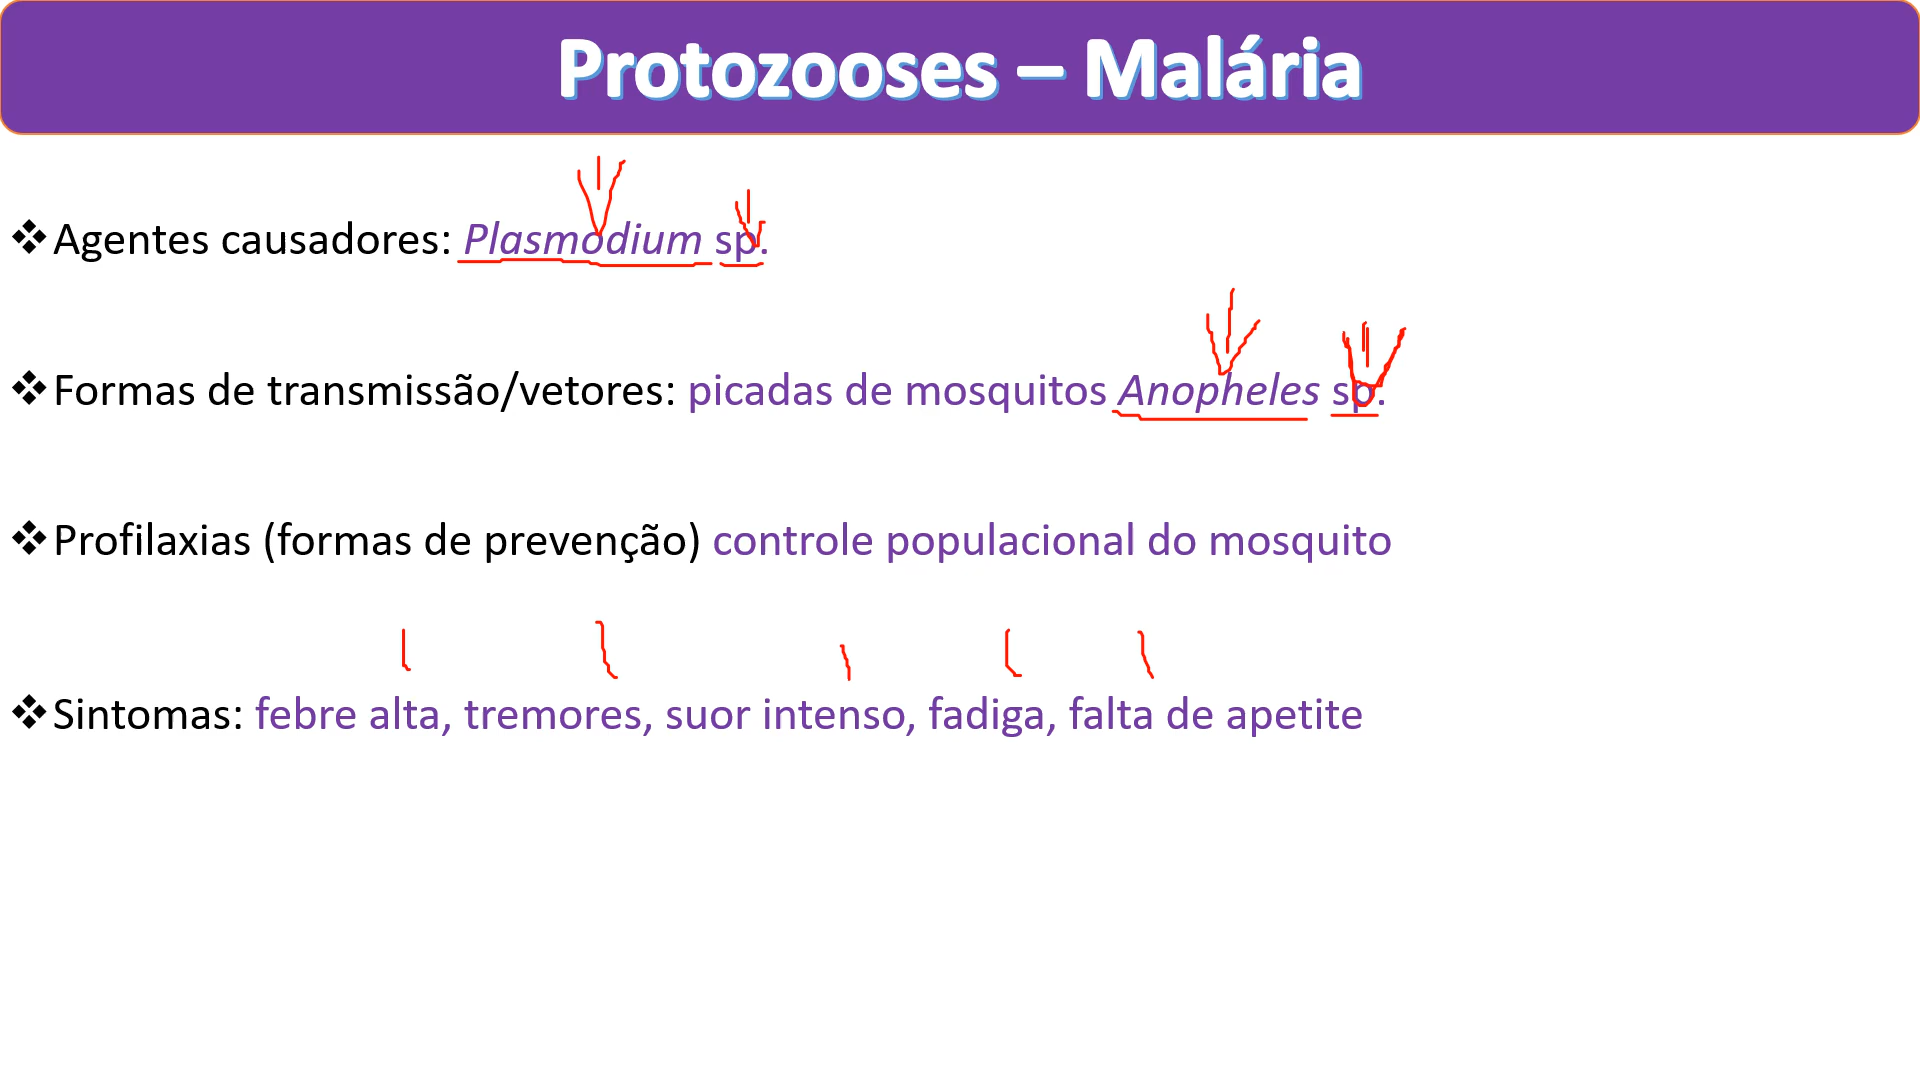 Protozooses – Malária
❖Agentes causadores: Plasmodium sp.
❖Formas de transmissão/vetores: picadas de mosquitos Anopheles sp.
❖Profilaxias (formas de prevenção) controle populacional do mosquito
❖Sintomas: febre alta, tremores, suor intenso, fadiga, falta de apetite